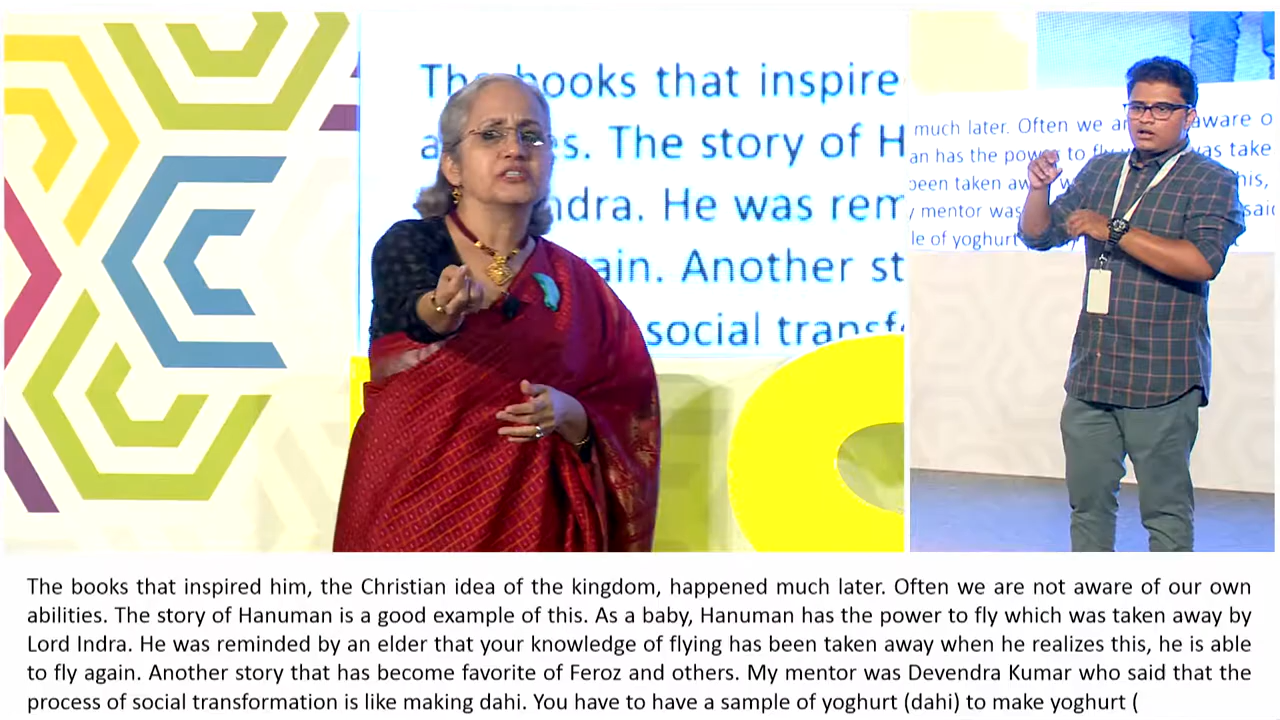 The books that inspire
es. The story of H
ndra. He was rem
ain. Another st
social transf
much later. Often we ar aware o
an has the power to fly was take
been taken aw his,
y mentor was said
le of yoghurt
The books that inspired him, the Christian idea of the kingdom, happened much later. Often we are not aware of our own
abilities. The story of Hanuman is a good example of this. As a baby, Hanuman has the power to fly which was taken away by
Lord Indra. He was reminded by an elder that your knowledge of flying has been taken away when he realizes this, he is able
to fly again. Another story that has become favorite of Feroz and others. My mentor was Devendra Kumar who said that the
process of social transformation is like making dahi. You have to have a sample of yoghurt (dahi) to make yoghurt (